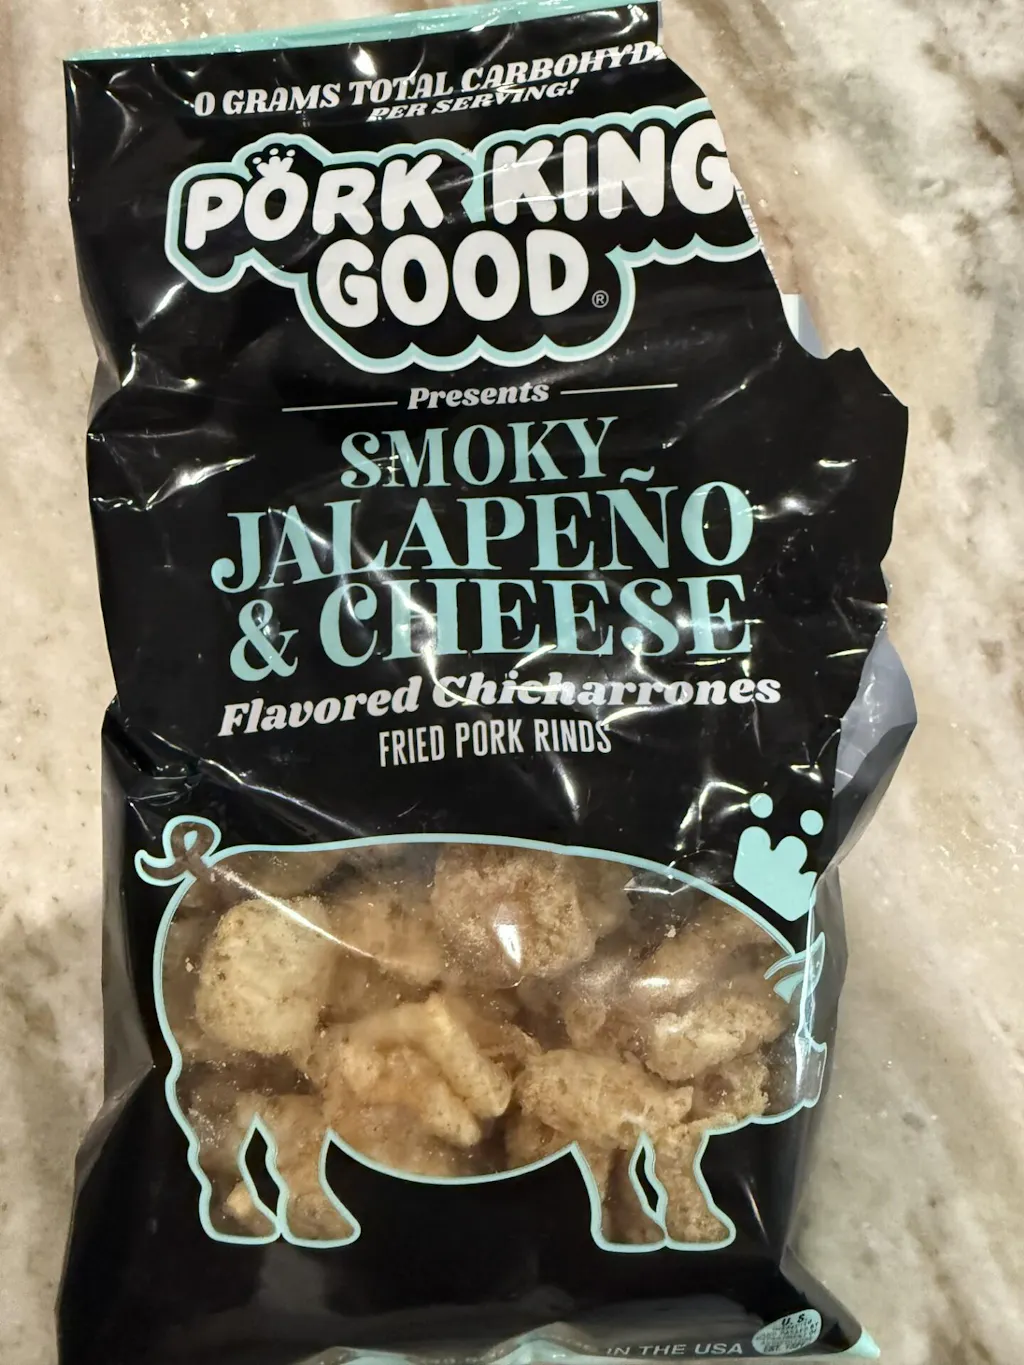 0 GRAMS TOTAL CARBOHYD
PER SERVING!
PORK KING
GOOD®
Presents
SMOKY
JALAPEÑO
& CHEESE
Flavored Chicharrones
FRIED PORK RINDS
IN THE USA
U.S.